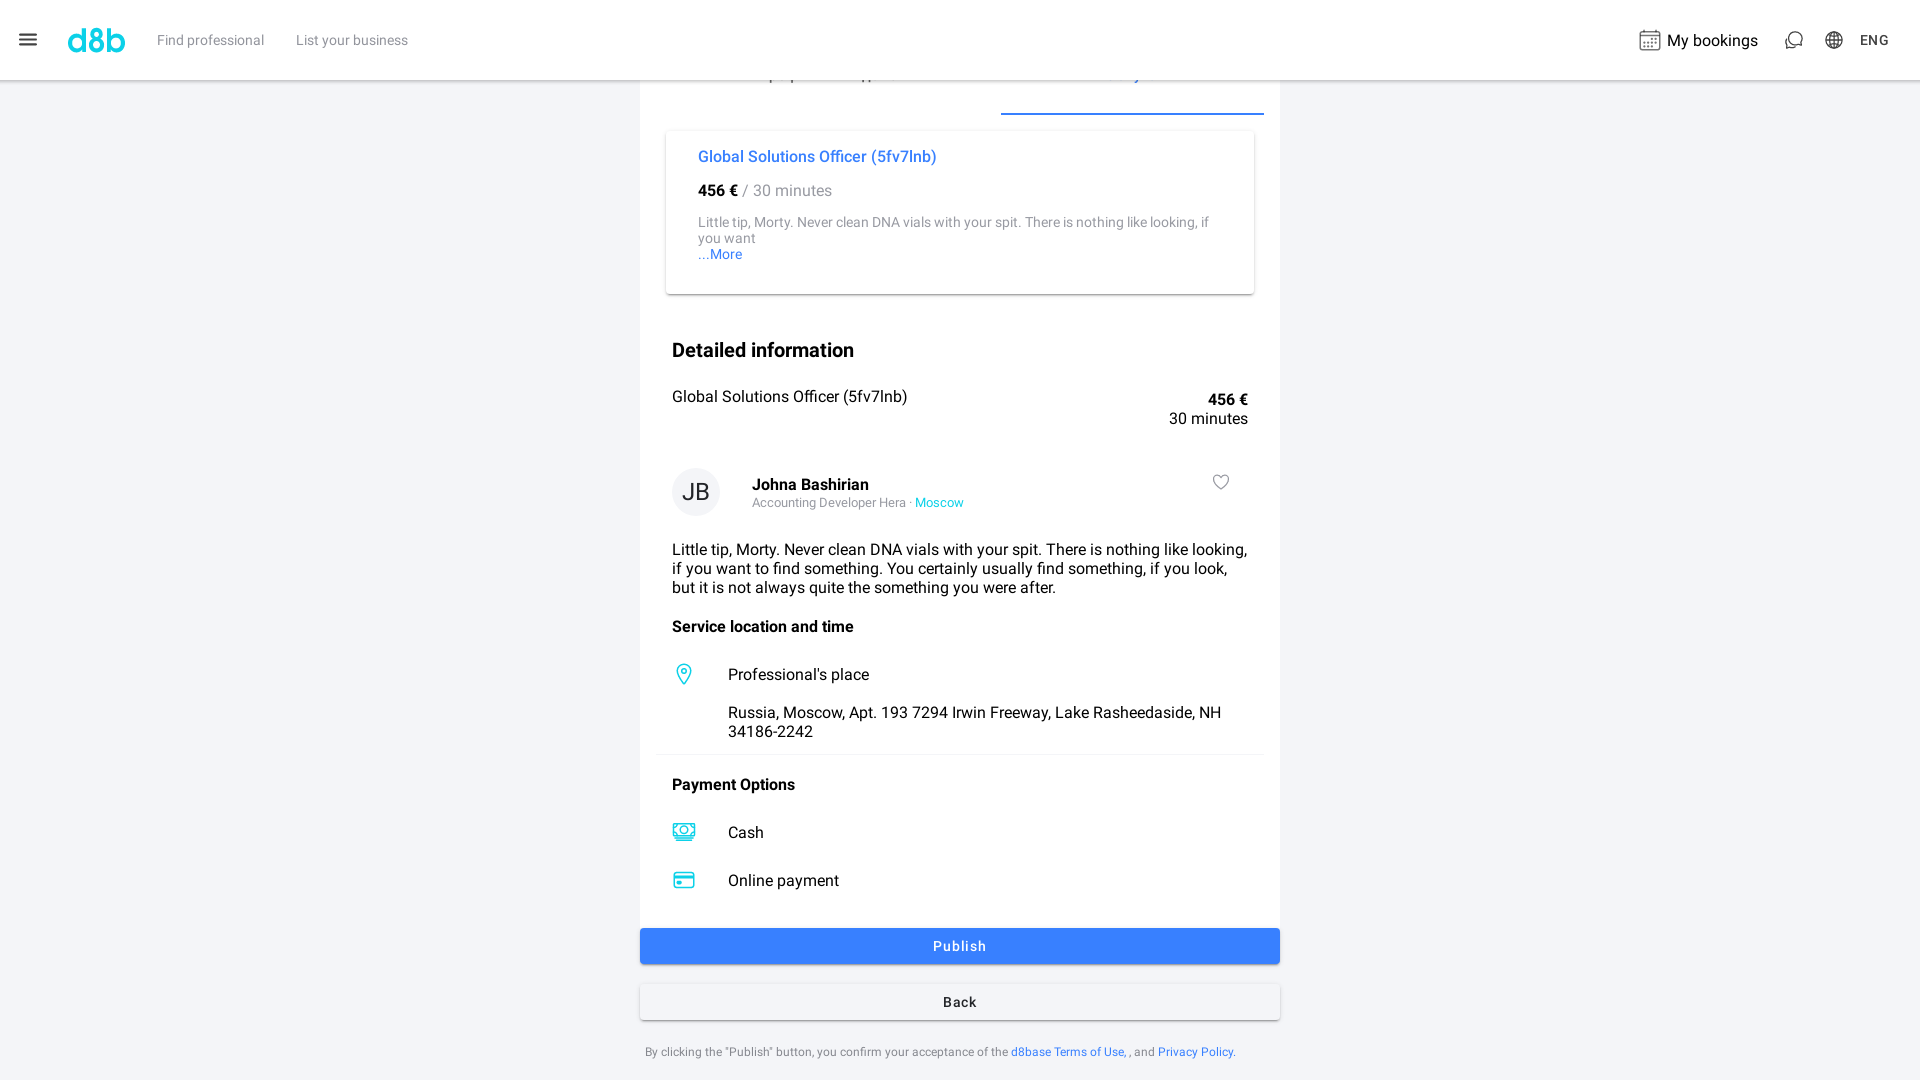 d8b
Find professional
List your business
My bookings
ENG
Global Solutions Officer (5fv7lnb)
456 € / 30 minutes
Little tip, Morty. Never clean DNA vials with your spit. There is nothing like looking, if
you want
...More
Detailed information
Global Solutions Officer (5fv7lnb)
456 €
30 minutes
JB
Johna Bashirian
Accounting Developer Hera · Moscow
Little tip, Morty. Never clean DNA vials with your spit. There is nothing like looking,
if you want to find something. You certainly usually find something, if you look,
but it is not always quite the something you were after.
Service location and time
Professional's place
Russia, Moscow, Apt. 193 7294 Irwin Freeway, Lake Rasheedaside, NH
34186-2242
Payment Options
Cash
Online payment
Publish
Back
By clicking the "Publish" button, you confirm your acceptance of the d8base Terms of Use, , and Privacy Policy.